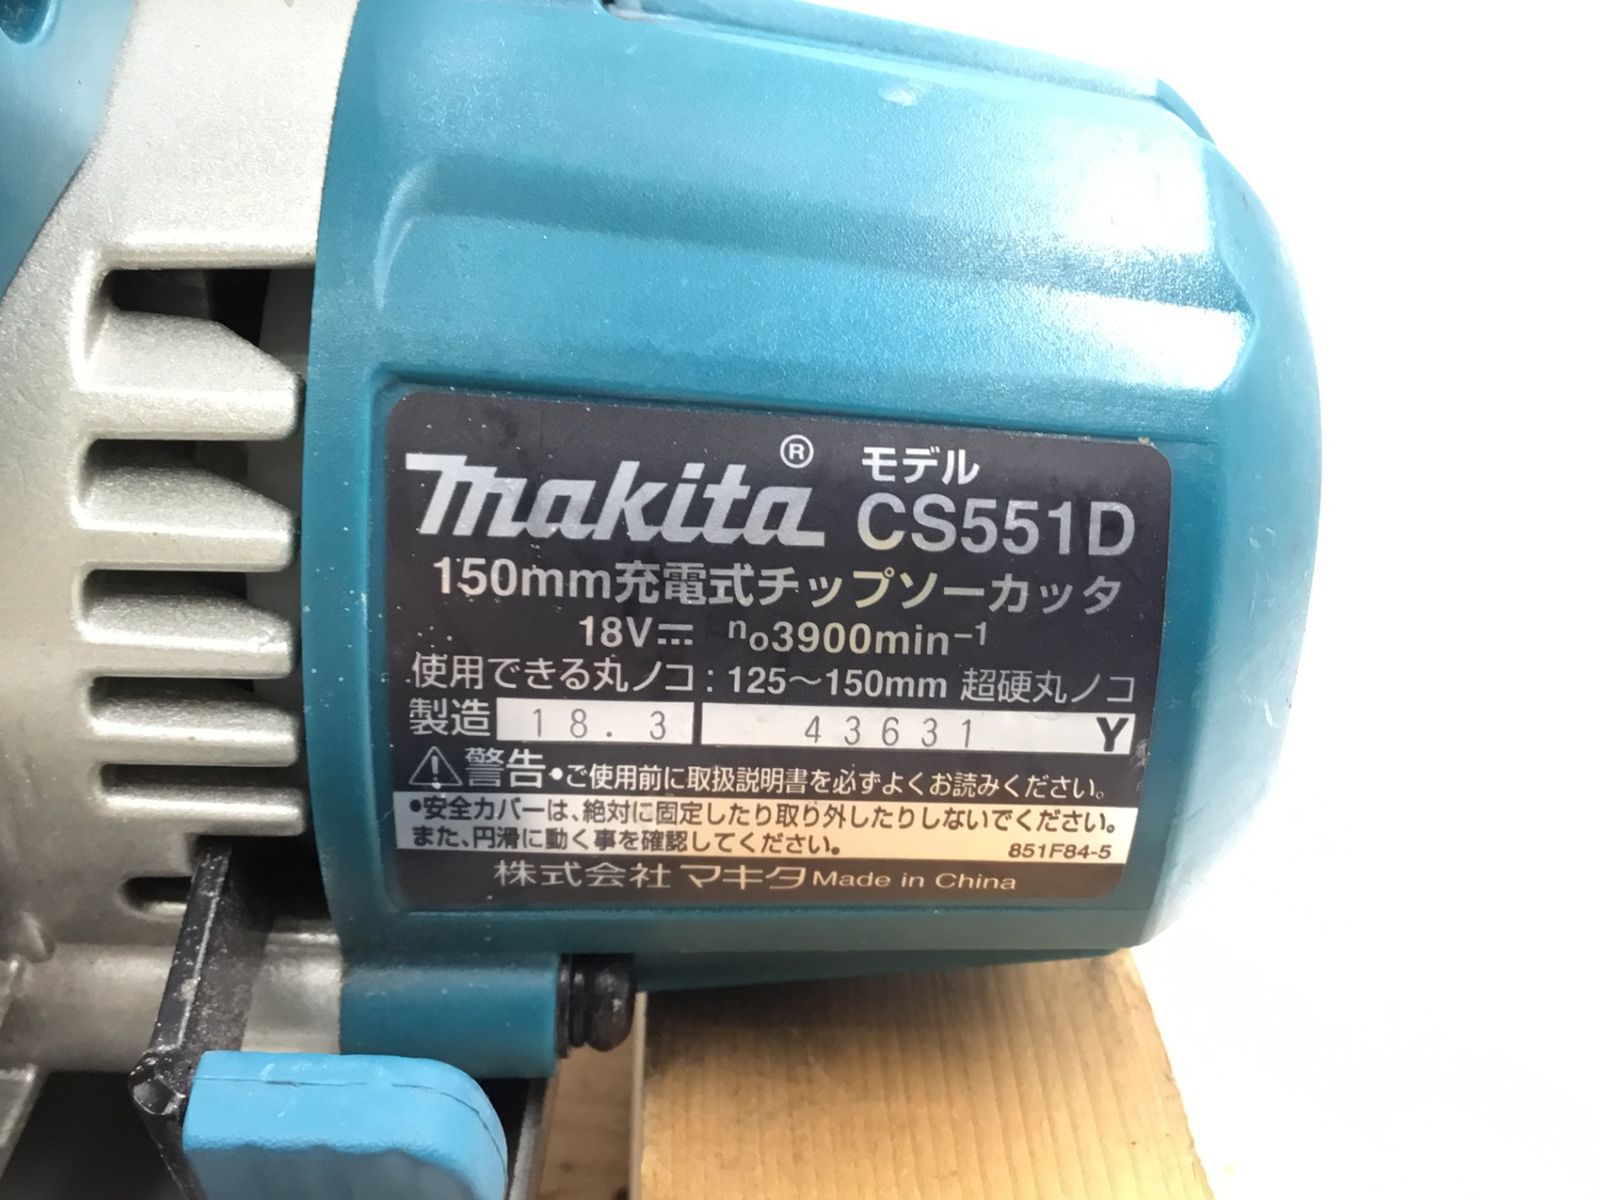 makita®
モデル
CS551D
150mm充電式チップソーカッタ
18V⎓ no3900min⁻¹
使用できる丸ノコ:125〜150mm 超硬丸ノコ
製造 18.3 43631 Y
⚠警告•ご使用前に取扱説明書を必ずよくお読みください。
•安全カバーは、絶対に固定したり取り外したりしないでください。
また、円滑に動く事を確認してください。 851F84-5
株式会社マキタ Made in China